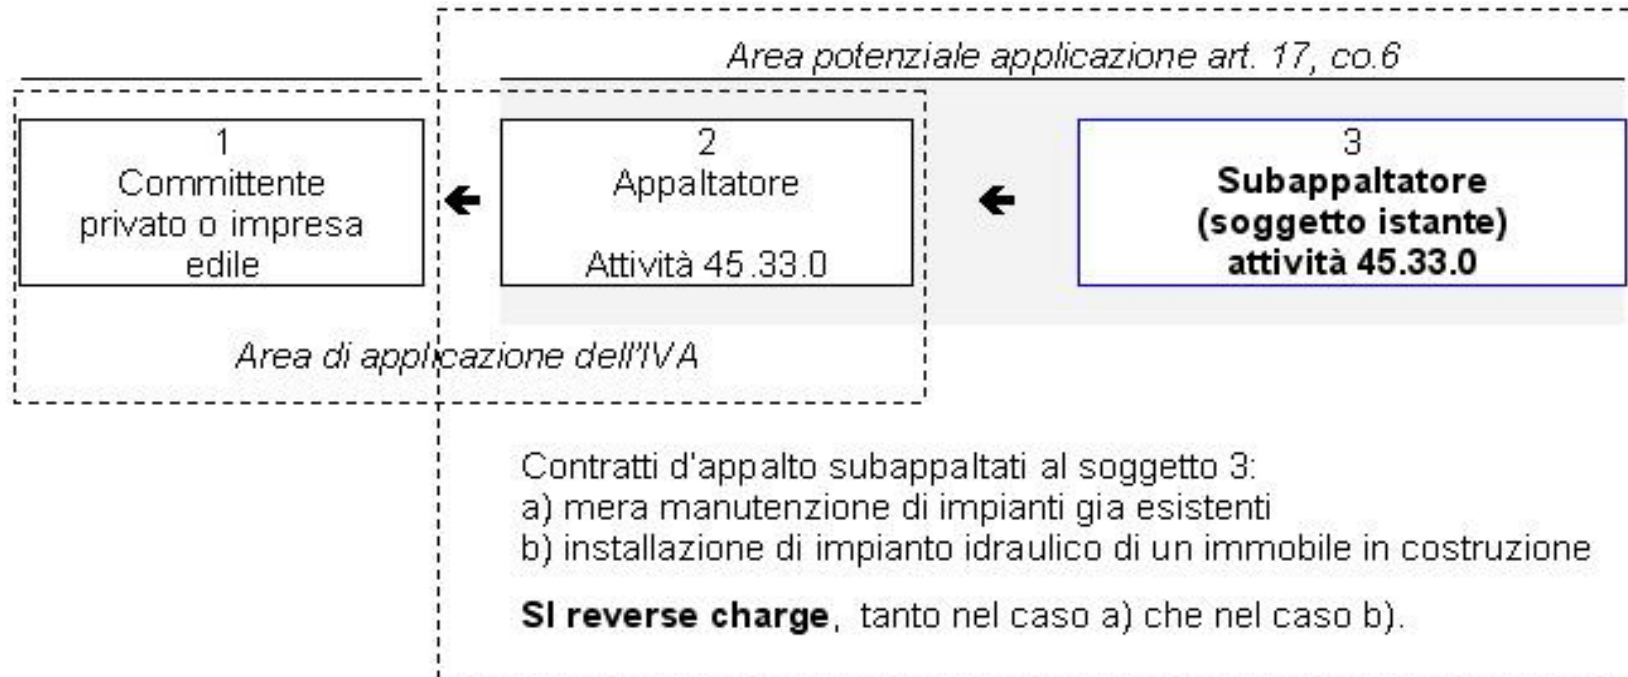 Area potenziale applicazione art. 17, co.6
1
Committente
privato o impresa
edile
2
Appaltatore
Attività 45.33.0
3
Subappaltatore
(soggetto istante)
attività 45.33.0
Area di applicazione dell'IVA
Contratti d'appalto subappaltati al soggetto 3:
a) mera manutenzione di impianti gia esistenti
b) installazione di impianto idraulico di un immobile in costruzione
SI reverse charge, tanto nel caso a) che nel caso b).